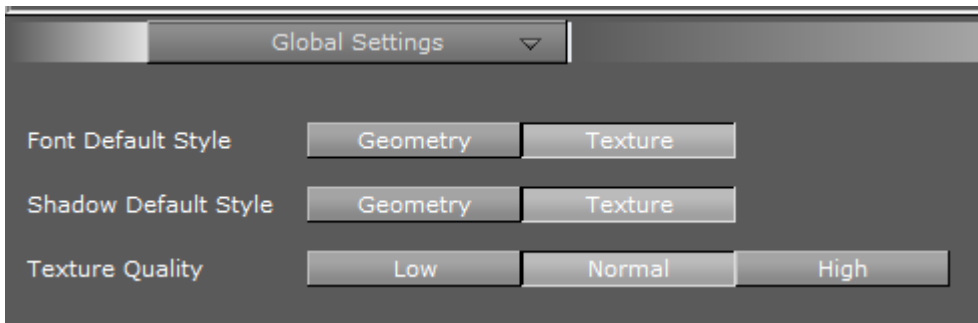 Global Settings
Font Default Style Geometry Texture
Shadow Default Style Geometry Texture
Texture Quality Low Normal High